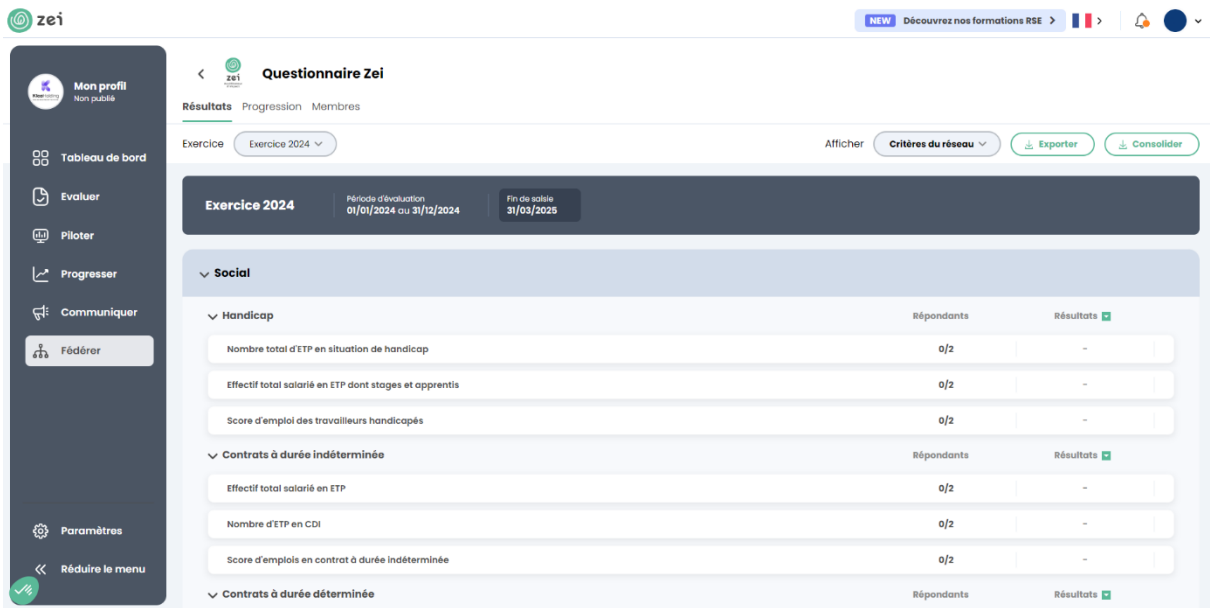 zei
NEW Découvrez nos formations RSE
Mon profil
Non publié
Tableau de bord
Evaluer
Piloter
Progresser
Communiquer
Fédérer
Paramètres
Réduire le menu
zei
Questionnaire Zei
Résultats Progression Membres
Exercice Exercice 2024
Afficher Critères du réseau Exporter Consolider
Exercice 2024
Période d'évaluation
01/01/2024 au 31/12/2024
Fin de saisie
31/03/2025
Social
Handicap Répondants Résultats
Nombre total d'ETP en situation de handicap 0/2 -
Effectif total salarié en ETP dont stages et apprentis 0/2 -
Score d'emploi des travailleurs handicapés 0/2 -
Contrats à durée indéterminée Répondants Résultats
Effectif total salarié en ETP 0/2 -
Nombre d'ETP en CDI 0/2 -
Score d'emplois en contrat à durée indéterminée 0/2 -
Contrats à durée déterminée Répondants Résultats